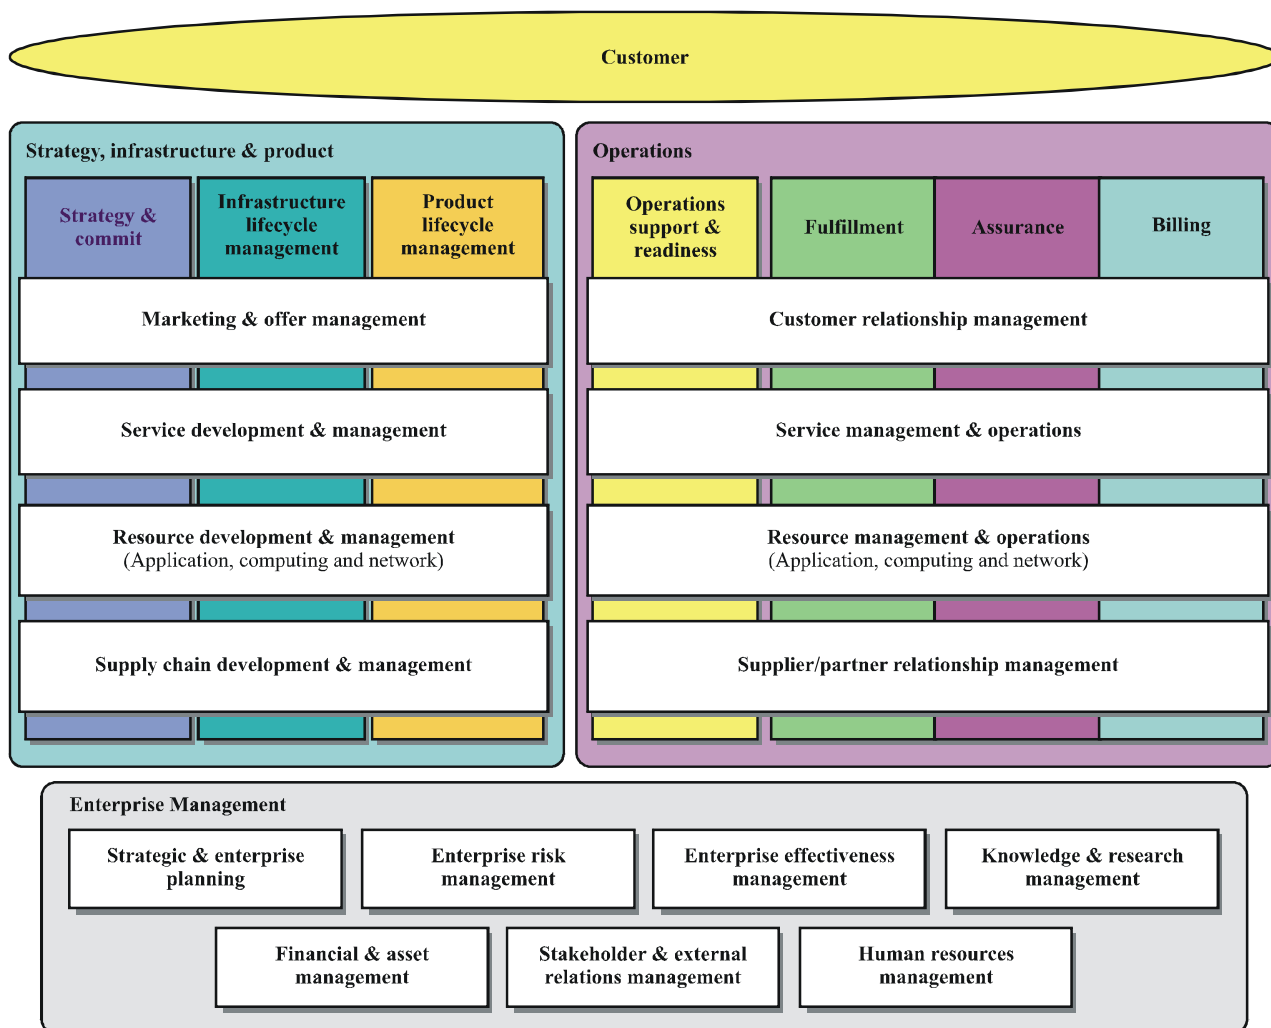 Customer
Strategy, infrastructure & product
Strategy &
commit
Infrastructure
lifecycle
management
Product
lifecycle
management
Marketing & offer management
Service development & management
Resource development & management
(Application, computing and network)
Supply chain development & management
Operations
Operations
support &
readiness
Fulfillment
Assurance
Billing
Customer relationship management
Service management & operations
Resource management & operations
(Application, computing and network)
Supplier/partner relationship management
Enterprise Management
Strategic & enterprise
planning
Enterprise risk
management
Enterprise effectiveness
management
Knowledge & research
management
Financial & asset
management
Stakeholder & external
relations management
Human resources
management